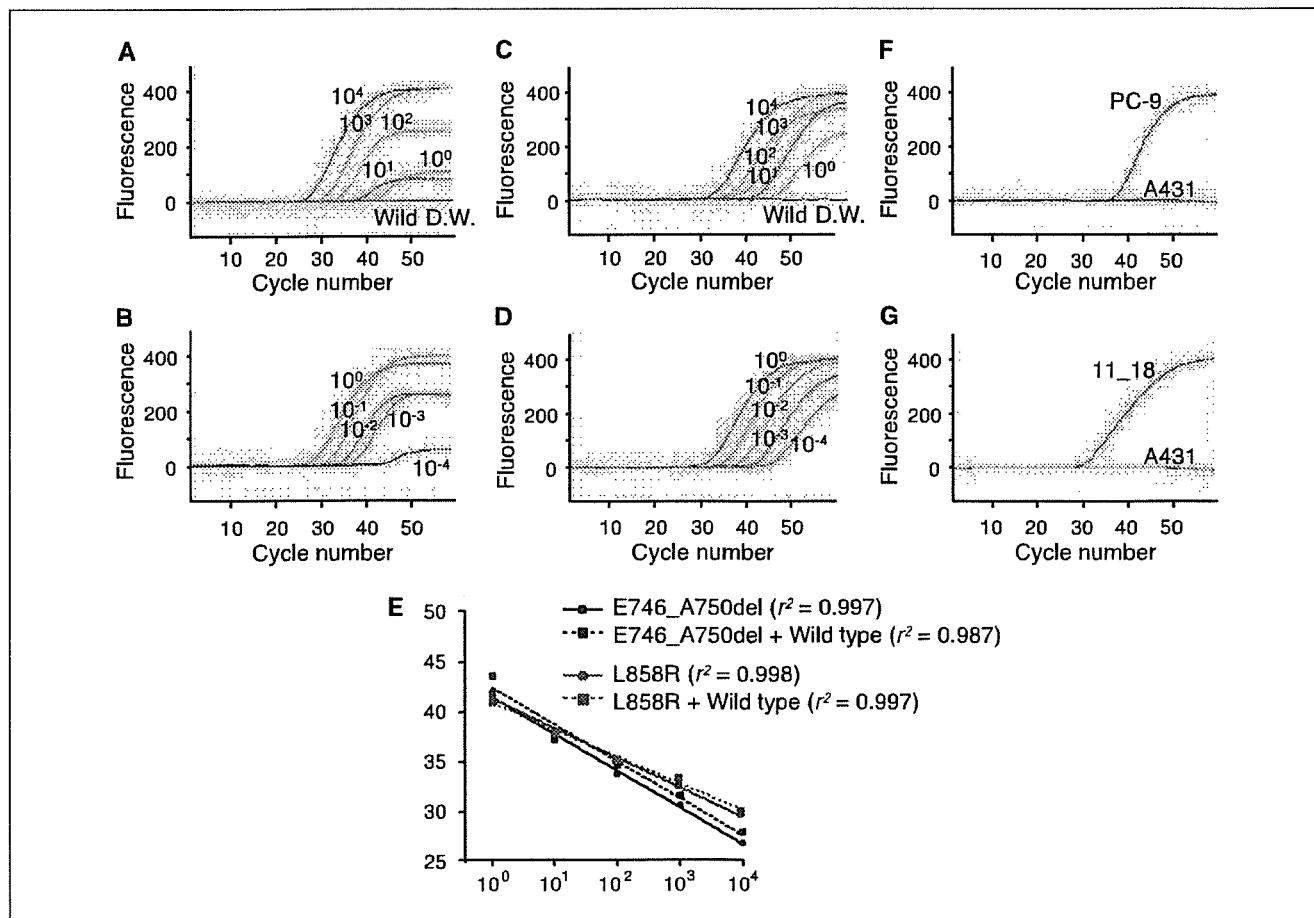 A
Fluorescence
400
200
0
10⁴
10³
10²
10¹
10⁰
Wild D.W.
10 20 30 40 50
Cycle number
C
Fluorescence
400
200
0
10⁴
10³
10²
10¹
10⁰
Wild D.W.
10 20 30 40 50
Cycle number
F
Fluorescence
400
200
0
PC-9
A431
10 20 30 40 50
Cycle number
B
Fluorescence
400
200
0
10⁰
10⁻¹
10⁻²
10⁻³
10⁻⁴
10 20 30 40 50
Cycle number
D
Fluorescence
400
200
0
10⁰
10⁻¹
10⁻²
10⁻³
10⁻⁴
10 20 30 40 50
Cycle number
G
Fluorescence
400
200
0
11_18
A431
10 20 30 40 50
Cycle number
E
50
45
40
35
30
25
E746_A750del (r² = 0.997)
E746_A750del + Wild type (r² = 0.987)
L858R (r² = 0.998)
L858R + Wild type (r² = 0.997)
10⁰ 10¹ 10² 10³ 10⁴